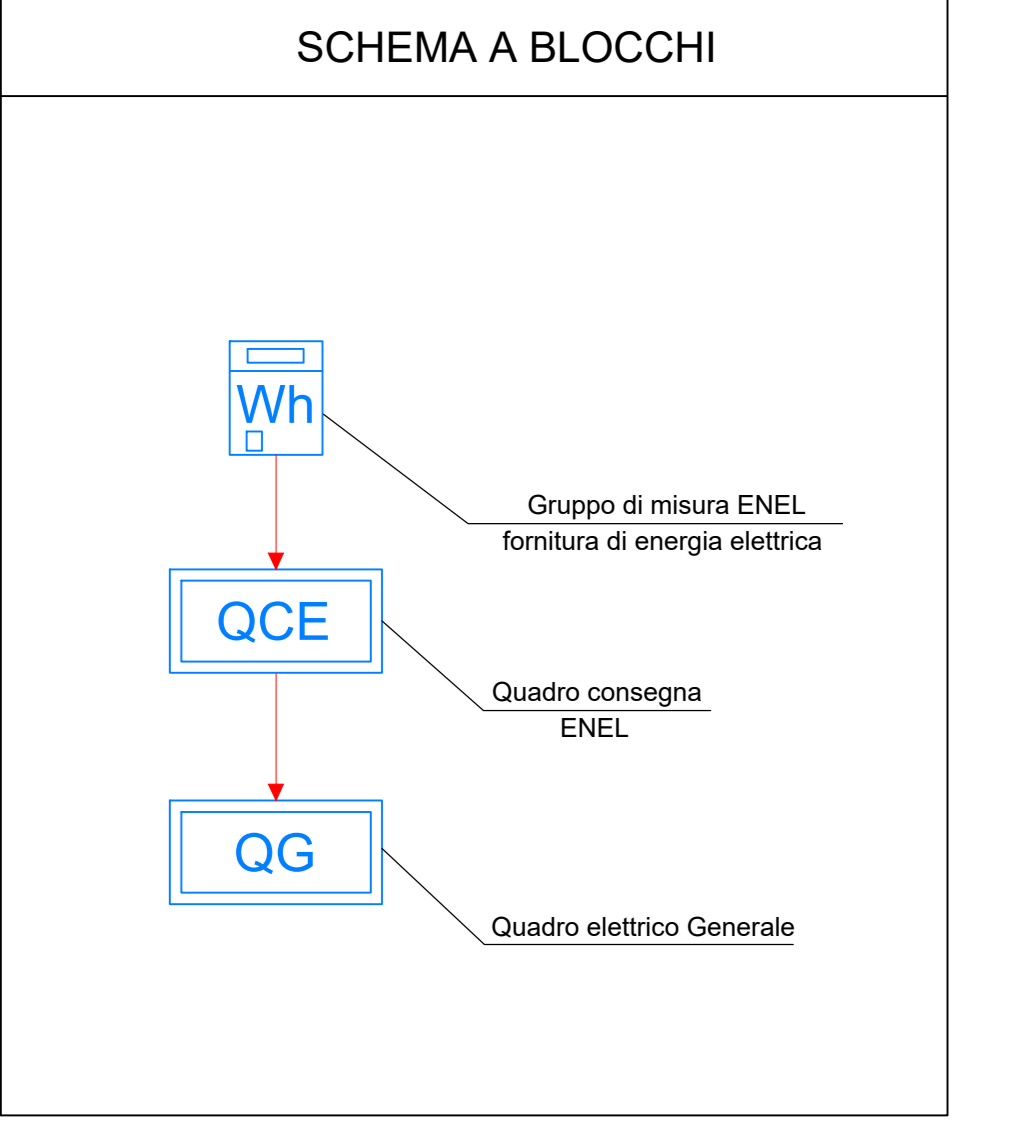 SCHEMA A BLOCCHI
Wh
Gruppo di misura ENEL
fornitura di energia elettrica
QCE
Quadro consegna
ENEL
QG
Quadro elettrico Generale